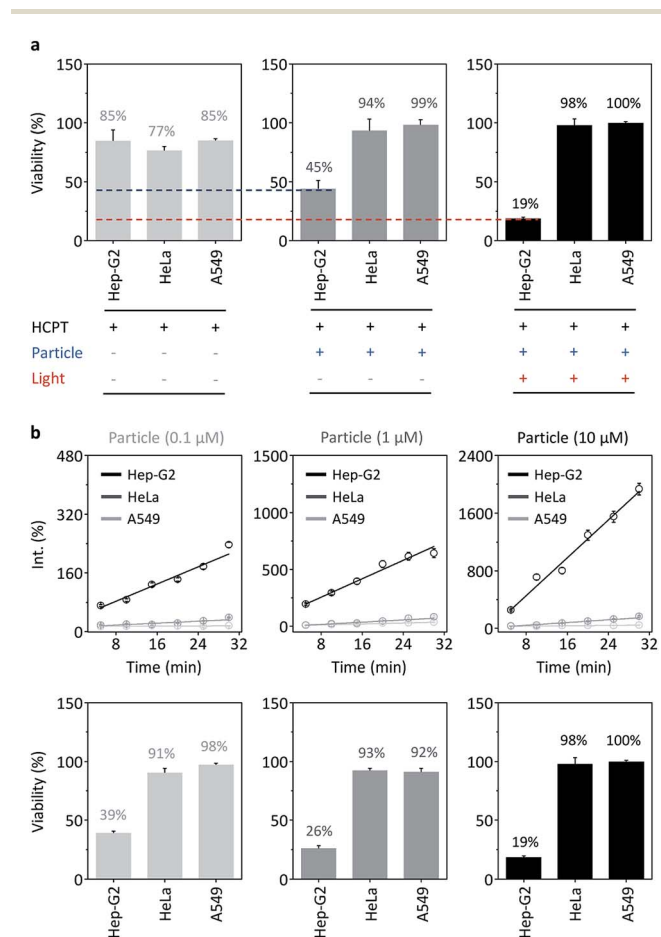 a
150 150 150
100 100 100
50 50 50
0 0 0
Viability (%)
85% 77% 85%
45% 94% 99%
19% 98% 100%
Hep-G2 HeLa A549 Hep-G2 HeLa A549 Hep-G2 HeLa A549
HCPT + + + + + + + + +
Particle - - - + + + + + +
Light - - - - - - + + +
b
Particle (0.1 μM) Particle (1 μM) Particle (10 μM)
480 1500 2400
320 1000 1600
160 500 800
0 0 0
Int. (%)
Hep-G2 Hep-G2 Hep-G2
HeLa HeLa HeLa
A549 A549 A549
8 16 24 32 8 16 24 32 8 16 24 32
Time (min) Time (min) Time (min)
150 150 150
100 100 100
50 50 50
0 0 0
Viability (%)
39% 91% 98%
26% 93% 92%
19% 98% 100%
Hep-G2 HeLa A549 Hep-G2 HeLa A549 Hep-G2 HeLa A549